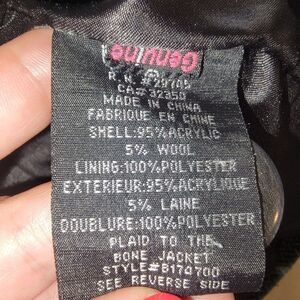 Genuine
MADE IN CHINA
FABRIQUE EN CHINE
SHELL:95%ACRYLIC
5% WOOL
LINING:100%POLYESTER
EXTERIEUR:95%ACRYLIQUE
5% LAINE
DOUBLURE:100%POLYESTER
PLAID TO THE
BONE JACKET
STYLE#B174700
SEE REVERSE SIDE